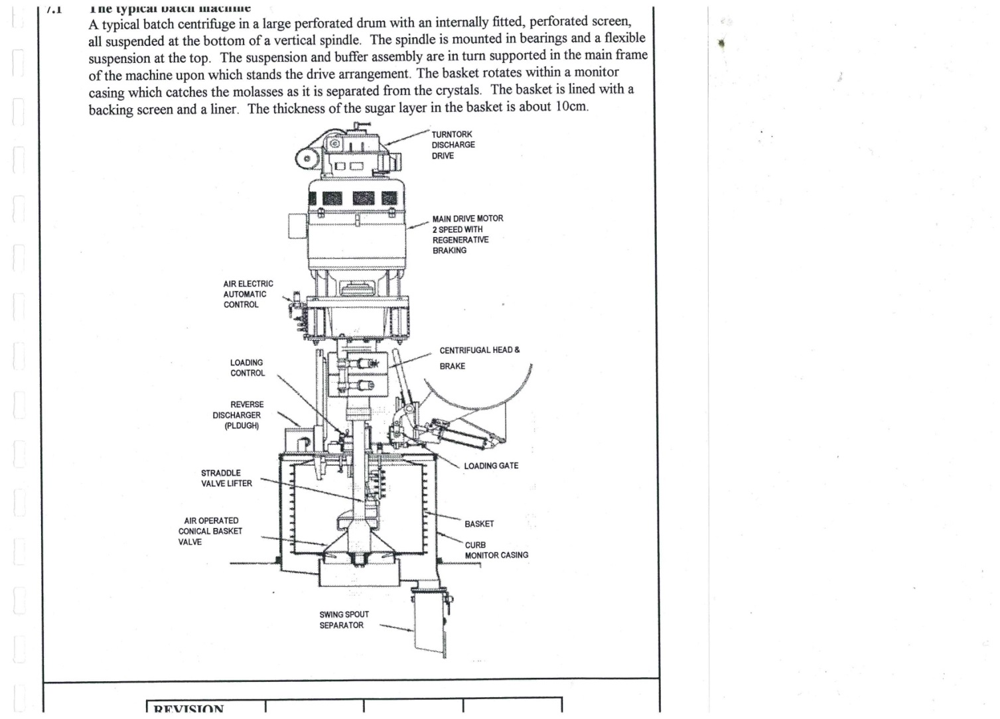 7.1 The typical batch machine
A typical batch centrifuge in a large perforated drum with an internally fitted, perforated screen,
all suspended at the bottom of a vertical spindle. The spindle is mounted in bearings and a flexible
suspension at the top. The suspension and buffer assembly are in turn supported in the main frame
of the machine upon which stands the drive arrangement. The basket rotates within a monitor
casing which catches the molasses as it is separated from the crystals. The basket is lined with a
backing screen and a liner. The thickness of the sugar layer in the basket is about 10cm.
TURNTORK
DISCHARGE
DRIVE
MAIN DRIVE MOTOR
2 SPEED WITH
REGENERATIVE
BRAKING
AIR ELECTRIC
AUTOMATIC
CONTROL
CENTRIFUGAL HEAD &
BRAKE
LOADING
CONTROL
REVERSE
DISCHARGER
(PLDUGH)
LOADING GATE
STRADDLE
VALVE LIFTER
AIR OPERATED
CONICAL BASKET
VALVE
BASKET
CURB
MONITOR CASING
SWING SPOUT
SEPARATOR
REVISION